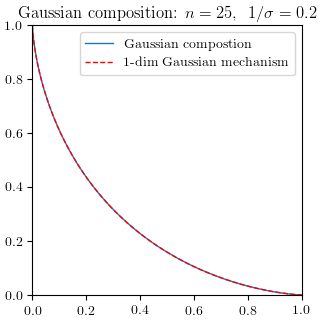 Gaussian composition: n = 25, 1/σ = 0.2
Gaussian compostion
1-dim Gaussian mechanism
1.0
0.8
0.6
0.4
0.2
0.0
0.0 0.2 0.4 0.6 0.8 1.0